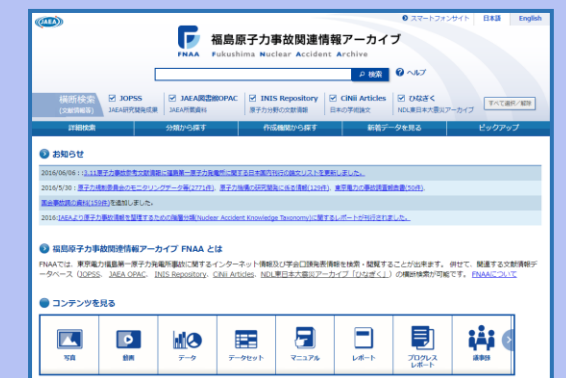 JAEA
スマートフォンサイト 日本語 English
福島原子力事故関連情報アーカイブ
FNAA Fukushima Nuclear Accident Archive
検索 ヘルプ
横断検索 JOPSS JAEA図書館OPAC INIS Repository CiNii Articles ひなぎく すべて選択／解除
(文献情報等) JAEA研究開発成果 JAEA所蔵資料 原子力分野の文献情報 日本の学術論文 NDL東日本大震災アーカイブ
詳細検索 分類から探す 作成機関から探す 新着データを見る ピックアップ
お知らせ
2016/06/06：:3.11原子力事故参考文献情報に福島第一原子力発電所に関する日本国内刊行の論文リストを更新しました。
2016/5/30：原子力規制委員会のモニタリングデータ等(2771件)、原子力機構の研究開発に係る情報(129件)、東京電力の事故調査報告書(50件)、
国会事故調の資料(159件)を追加しました。
2016:IAEAより原子力事故情報を整理するための階層分類(Nuclear Accident Knowledge Taxonomy)に関するレポートが刊行されました。
福島原子力事故関連情報アーカイブ FNAA とは
FNAAでは、東京電力福島第一原子力発電所事故に関するインターネット情報及び学会口頭発表情報を検索・閲覧することが出来ます。 併せて、関連する文献情報デ
ータベース（JOPSS、 JAEA OPAC、 INIS Repository、CiNii Articles、NDL東日本大震災アーカイブ「ひなぎく」）の横断検索が可能です。 FNAAについて
コンテンツを見る
写真 動画 データ データセット マニュアル レポート プログレス 議事録
レポート